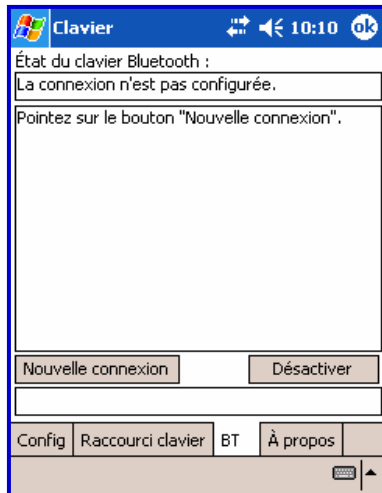 Clavier 10:10 ok
État du clavier Bluetooth :
La connexion n'est pas configurée.
Pointez sur le bouton "Nouvelle connexion".
Nouvelle connexion Désactiver
Config Raccourci clavier BT À propos